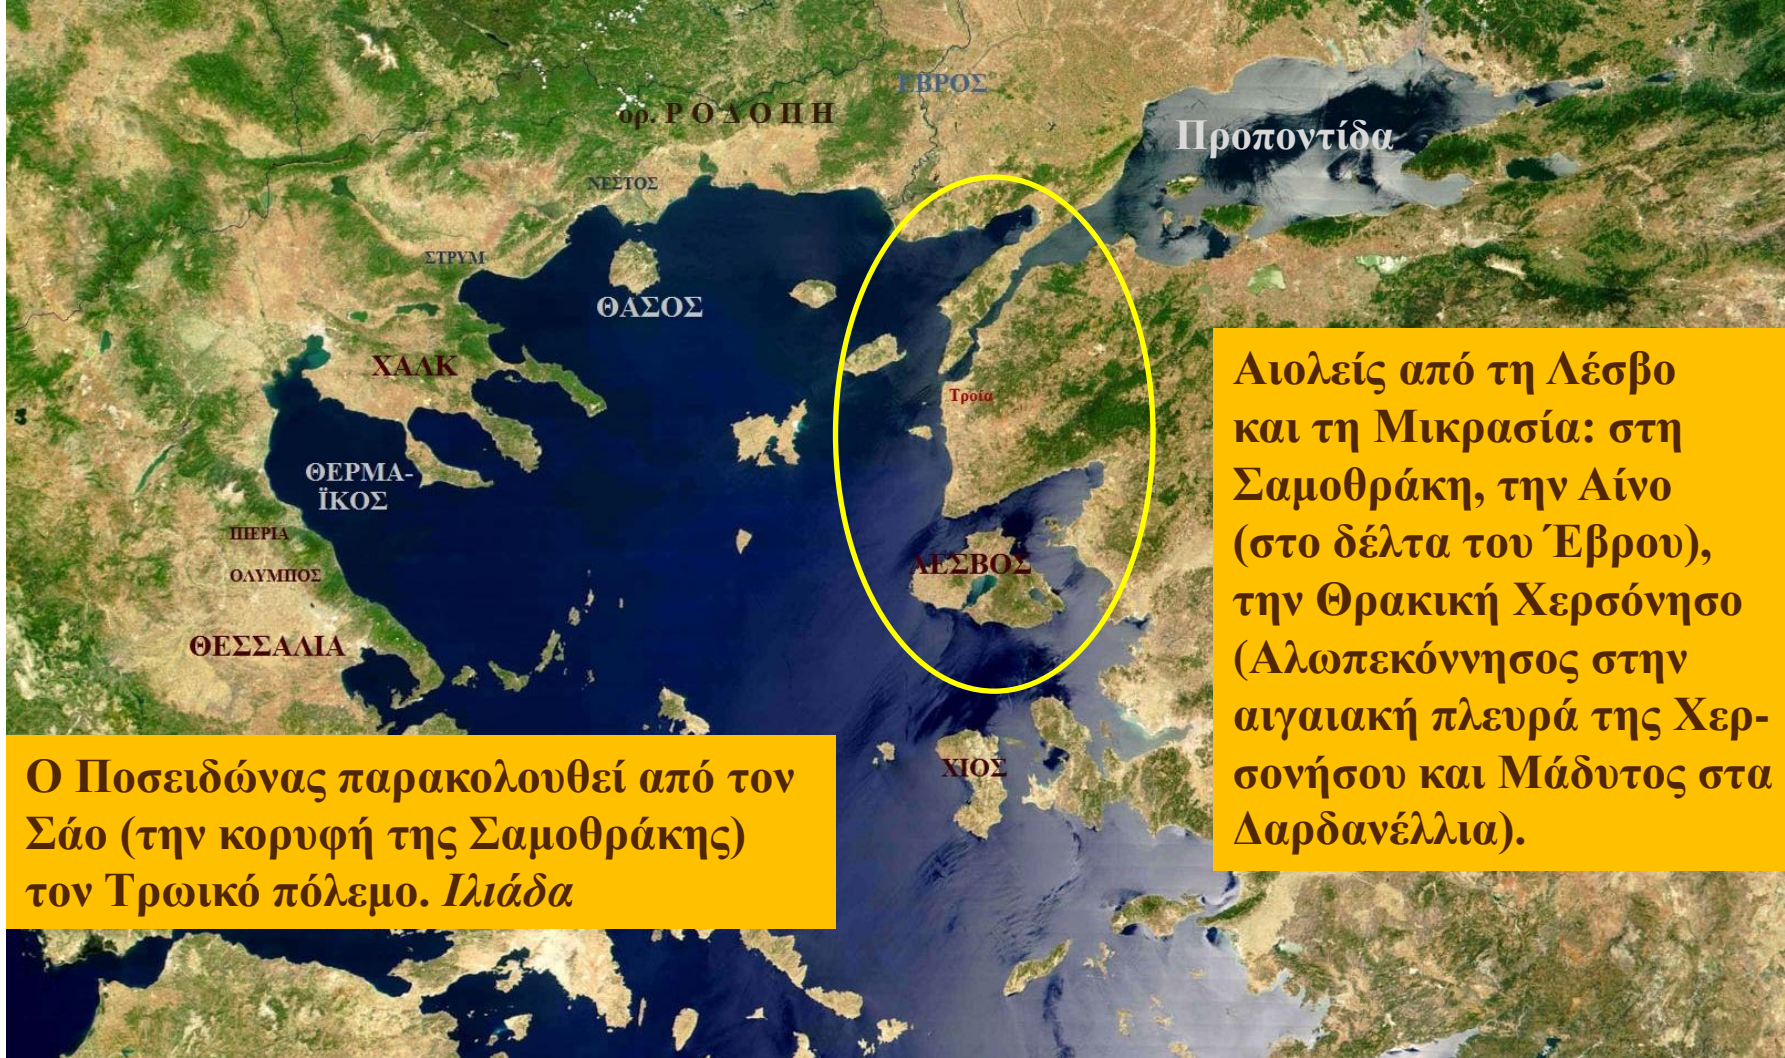 ΕΒΡΟΣ
ορ. Ρ Ο Δ Ο Π Η
Προποντίδα
ΝΕΣΤΟΣ
ΣΤΡΥΜ
ΘΑΣΟΣ
ΧΑΛΚ
Τροία
ΘΕΡΜΑ-
ΪΚΟΣ
ΠΙΕΡΙΑ
ΟΛΥΜΠΟΣ
ΛΕΣΒΟΣ
ΘΕΣΣΑΛΙΑ
ΧΙΟΣ
Αιολείς από τη Λέσβο
και τη Μικρασία: στη
Σαμοθράκη, την Αίνο
(στο δέλτα του Έβρου),
την Θρακική Χερσόνησο
(Αλωπεκόννησος στην
αιγαιακή πλευρά της Χερ-
σονήσου και Μάδυτος στα
Δαρδανέλλια).
Ο Ποσειδώνας παρακολουθεί από τον
Σάο (την κορυφή της Σαμοθράκης)
τον Τρωικό πόλεμο. Ιλιάδα